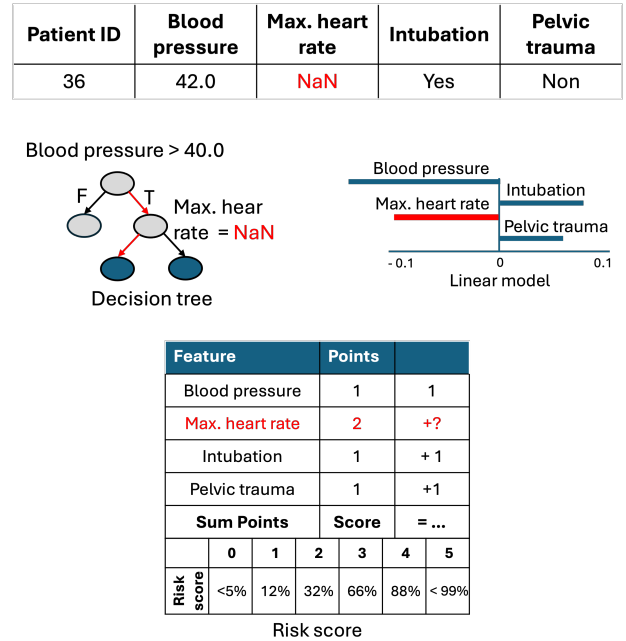 Patient ID Blood pressure Max. heart rate Intubation Pelvic trauma
36 42.0 NaN Yes Non
Blood pressure > 40.0
F T
Max. hear
rate = NaN
Decision tree
Blood pressure
Intubation
Max. heart rate
Pelvic trauma
- 0.1 0 0.1
Linear model
Feature Points
Blood pressure 1 1
Max. heart rate 2 +?
Intubation 1 + 1
Pelvic trauma 1 +1
Sum Points Score = ...
0 1 2 3 4 5
Risk score <5% 12% 32% 66% 88% < 99%
Risk score